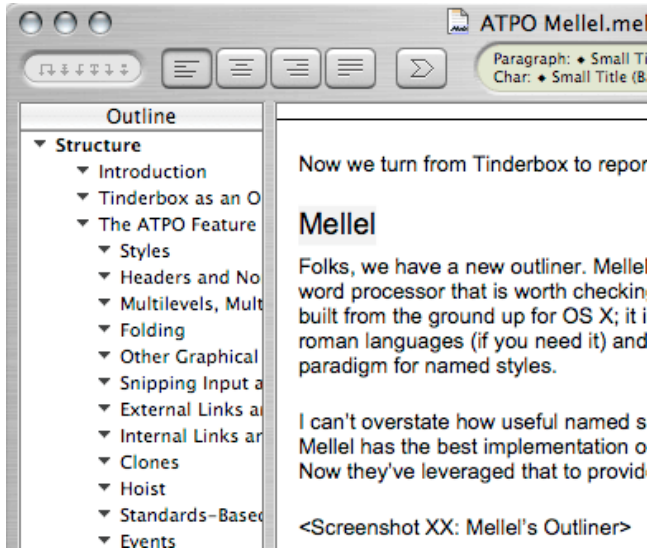 ATPO Mellel.mel
Paragraph: ◆ Small Ti
Char: ◆ Small Title (Ba
Outline
Structure
Introduction
Tinderbox as an O
The ATPO Feature
Styles
Headers and No
Multilevels, Mult
Folding
Other Graphical
Snipping Input a
External Links an
Internal Links an
Clones
Hoist
Standards-Based
Events
Now we turn from Tinderbox to repor
Mellel
Folks, we have a new outliner. Mellel
word processor that is worth checking
built from the ground up for OS X; it i
roman languages (if you need it) and
paradigm for named styles.
I can't overstate how useful named s
Mellel has the best implementation o
Now they've leveraged that to provide
<Screenshot XX: Mellel's Outliner>